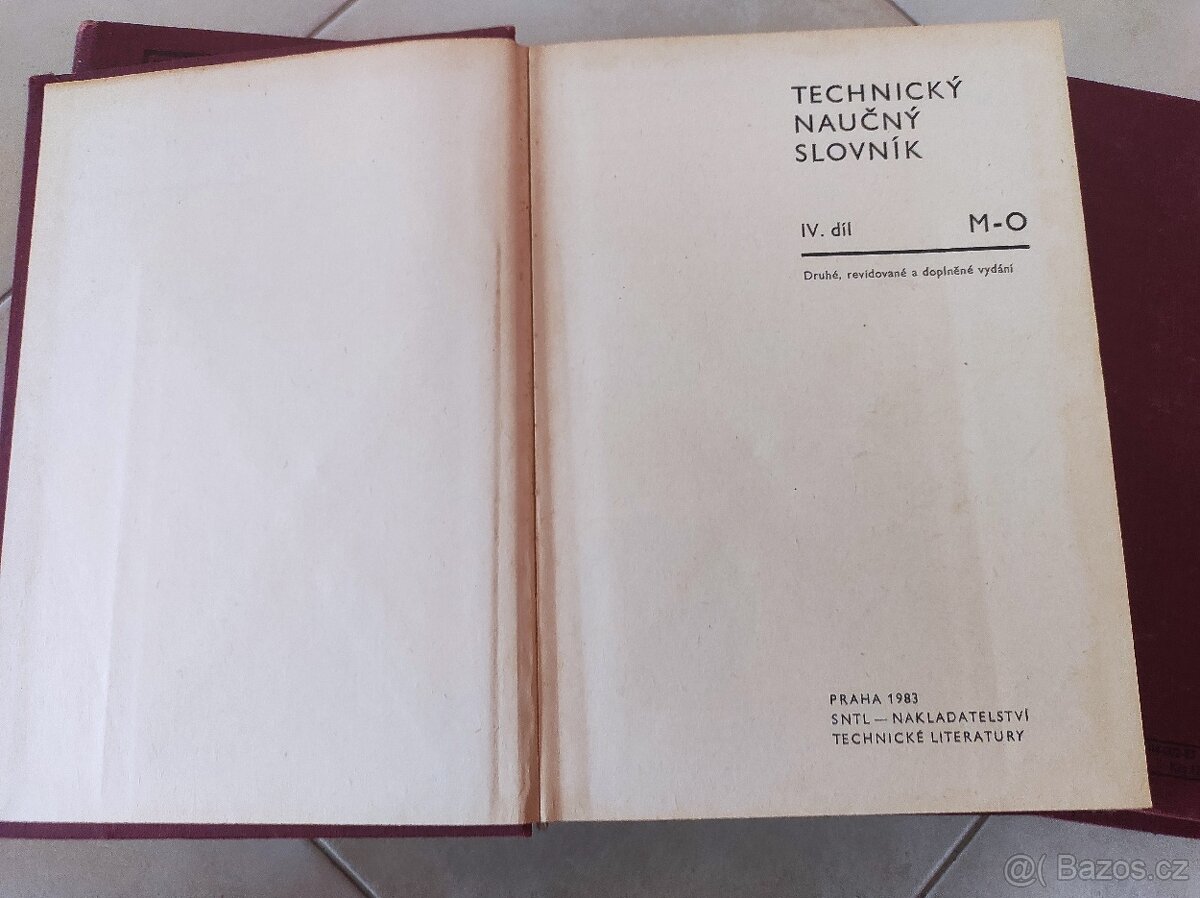 TECHNICKÝ
NAUČNÝ
SLOVNÍK
IV. díl M-O
Druhé, revidované a doplněné vydání
PRAHA 1983
SNTL — NAKLADATELSTVÍ
TECHNICKÉ LITERATURY
@( Bazos.cz